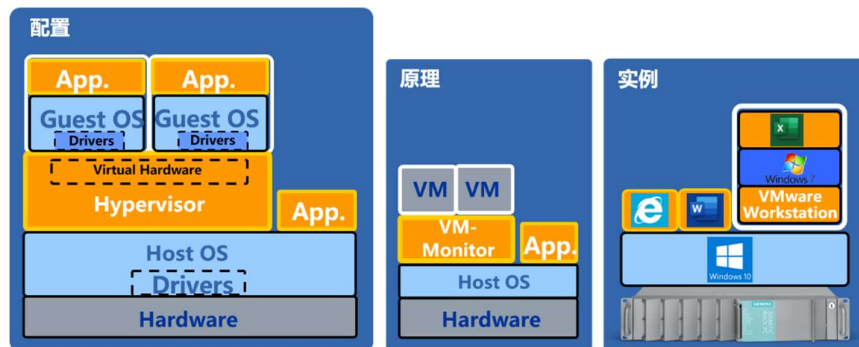 配置
App.
App.
Guest OS
Guest OS
Drivers
Drivers
Virtual Hardware
Hypervisor
App.
Host OS
Drivers
Hardware
原理
VM
VM
VM-
Monitor
App.
Host OS
Hardware
实例
X
Windows 7
VMware
Workstation
W
Windows 10
SIEMENS